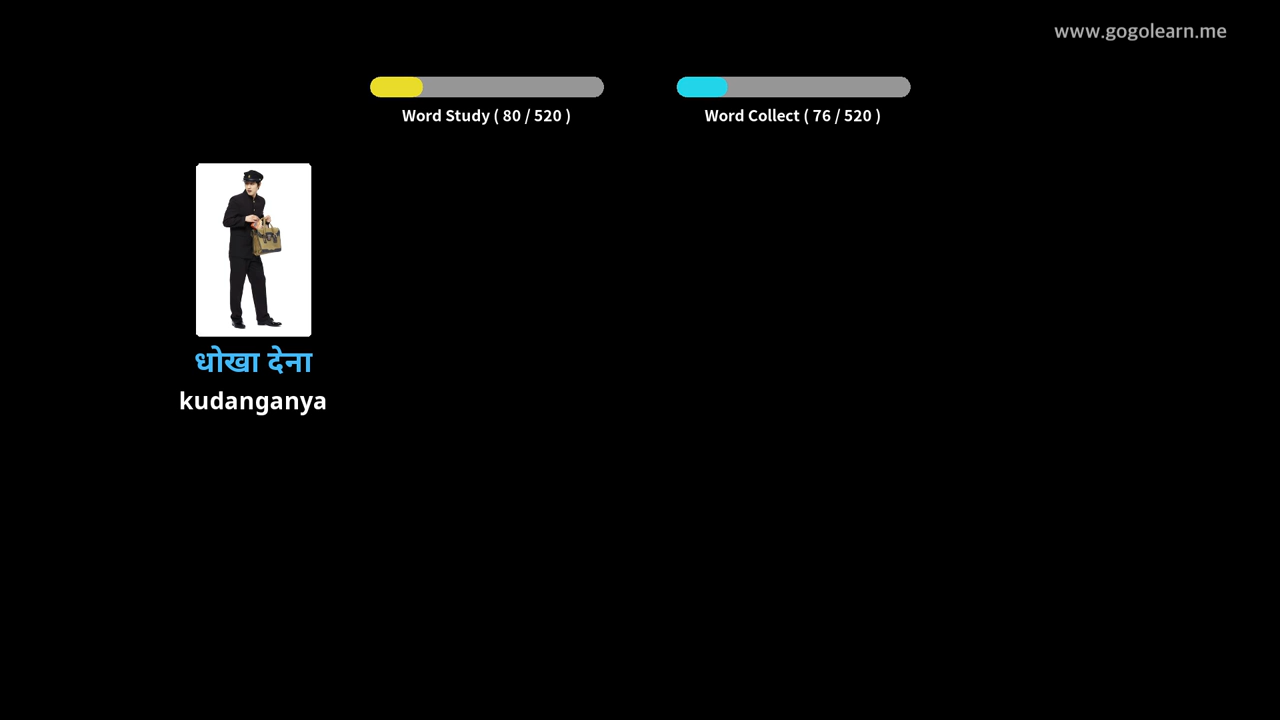 www.gogolearn.me
Word Study ( 80 / 520 )
Word Collect ( 76 / 520 )
धोखा देना
kudanganya